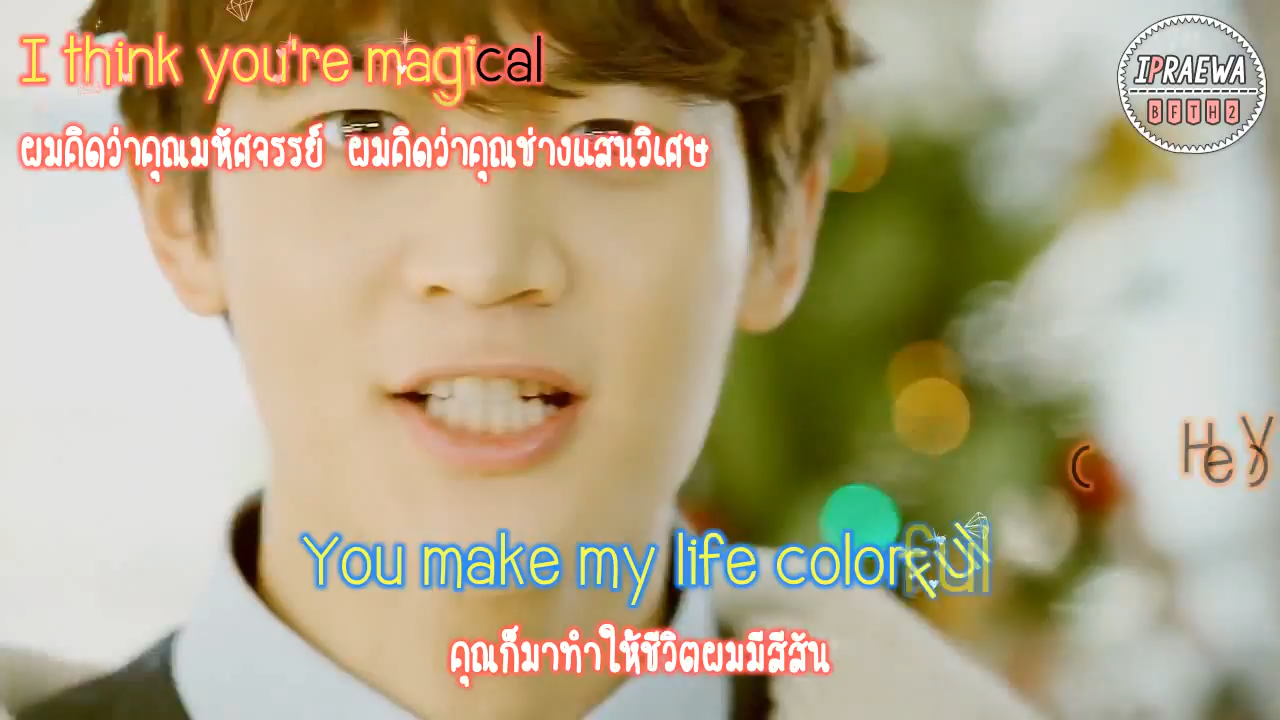 I think you're magical
ผมคิดว่าคุณมหัศจรรย์ ผมคิดว่าคุณช่างแสนวิเศษ
IPRAEWA
BFTH2
(Hey)
You make my life colorful
คุณก็มาทำให้ชีวิตผมมีสีสัน